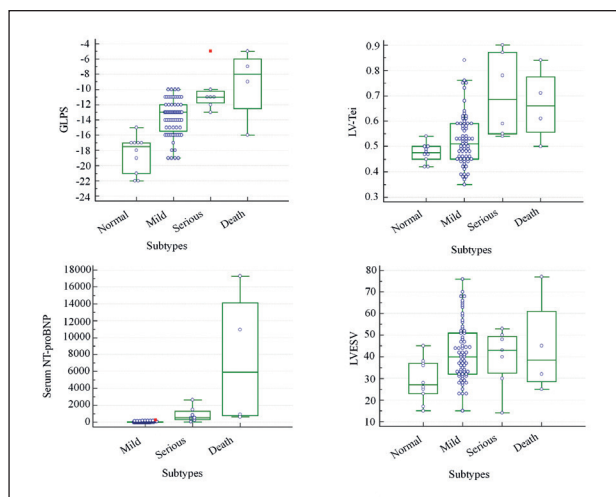 GLPS
-4
-6
-8
-10
-12
-14
-16
-18
-20
-22
-24
Normal
Mild
Serious
Death
Subtypes
LV-Tei
0.9
0.8
0.7
0.6
0.5
0.4
0.3
Normal
Mild
Serious
Death
Subtypes
Serum NT-proBNP
18000
16000
14000
12000
10000
8000
6000
4000
2000
0
Mild
Serious
Death
Subtypes
LVESV
80
70
60
50
40
30
20
10
Normal
Mild
Serious
Death
Subtypes